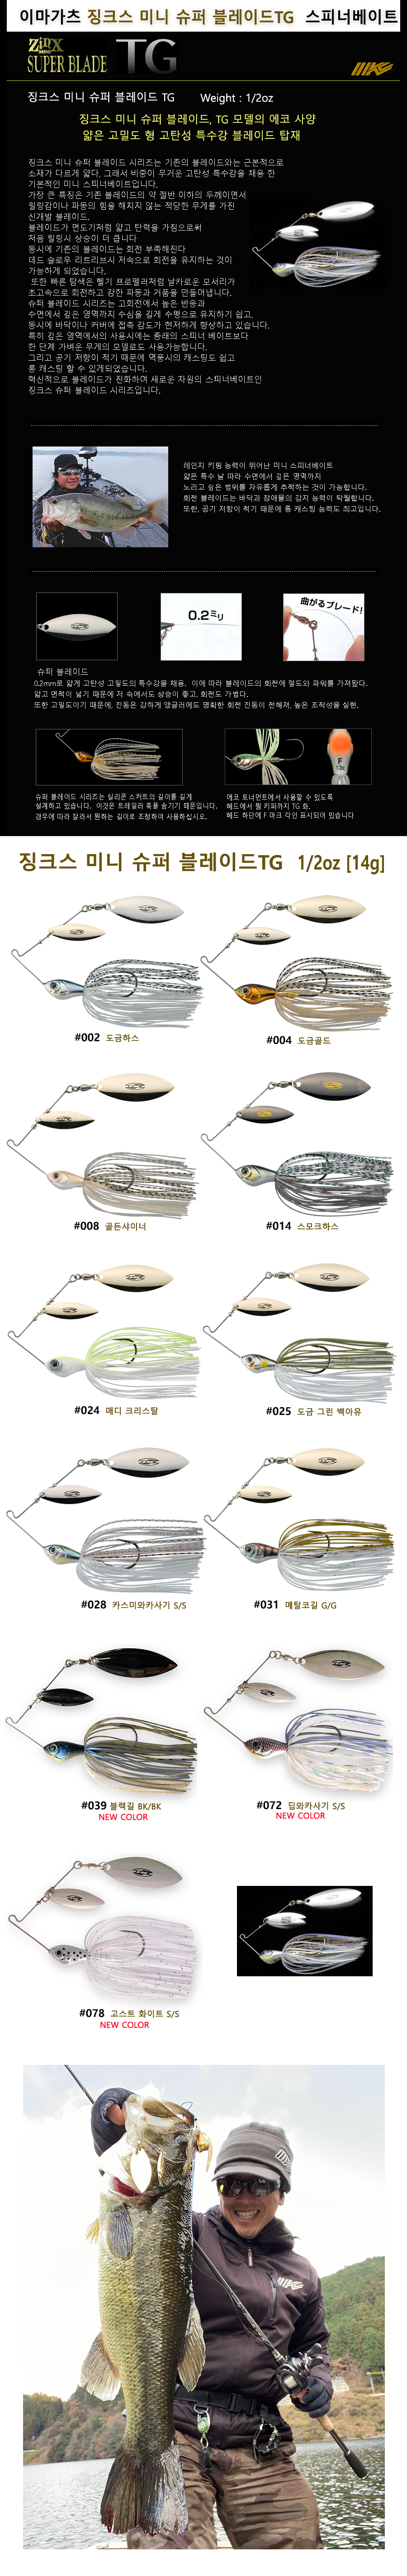 이마가츠 징크스 미니 슈퍼 블레이드TG 스피너베이트
Zinx MINI
SUPER BLADE TG
징크스 미니 슈퍼 블레이드 TG Weight : 1/2oz
징크스 미니 슈퍼 블레이드, TG 모델의 에코 사양
얇은 고밀도 형 고탄성 특수강 블레이드 탑재
징크스 미니 슈퍼 블레이드 시리즈는 기존의 블레이드와는 근본적으로
소재가 다르게 얇다, 그래서 비중이 무거운 고탄성 특수강을 채용 한
기본적인 미니 스피너베이트입니다.
가장 큰 특징은 기존 블레이드의 약 절반 이하의 두께이면서
필링감이나 파동의 힘을 해치지 않는 적당한 무게를 가진
신개발 블레이드.
블레이드가 면도기처럼 얇고 탄력을 가짐으로써
저음 릴링시 상승이 더 큽니다
동시에 기존의 블레이드는 회전 부족해진다
데드 슬로우 리트리브시 저속으로 회전을 유지하는 것이
가능하게 되었습니다.
또한 빠른 탐색은 헬기 프로펠러처럼 날카로운 모서리가
초고속으로 회전하고 강한 파동과 거품을 만들어냅니다.
슈퍼 블레이드 시리즈는 고회전에서 높은 반동과
수면에서 깊은 영역까지 수심을 길게 수평으로 유지하기 쉽고,
동시에 바닥이나 커버에 접촉 감도가 현저하게 향상하고 있습니다.
특히 깊은 영역에서의 사용시에는 종래의 스피너 베이트보다
한 단계 가벼운 무게의 모델로도 사용가능합니다.
그리고 공기 저항이 적기 때문에 맥풍시의 캐스팅도 쉽고
롱 캐스팅 할 수 있게되었습니다.
혁신적으로 블레이드가 진화하여 새로운 차원의 스피너베이트인
징크스 슈퍼 블레이드 시리즈입니다.
레인지 키핑 능력이 뛰어난 미니 스피너베이트
얇은 특수 날 따라 수면에서 깊은 영역까지
노리고 싶은 범위를 자유롭게 추적하는 것이 가능합니다.
회전 블레이드는 바닥과 장애물의 감지 능력이 탁월합니다.
또한, 공기 저항이 적기 때문에 롱 캐스팅 능력도 최고입니다.
0.2ミリ
曲がるブレード!
슈퍼 블레이드
0.2mm로 얇게 고탄성 고밀도의 특수강을 채용. 이에 따라 블레이드의 회전에 절도와 파워를 가져왔다.
얇고 면적이 넓기 때문에 저 속에서도 상승이 좋고, 회전도 가볍다.
또한 고밀도이기 때문에, 진동은 강하게 앵글러에도 명확한 회전 진동이 전해져, 높은 조작성을 실현.
F
1/2oz
슈퍼 블레이드 시리즈는 실리콘 스커트의 길이를 길게
설계하고 있습니다. 이것은 트레일러 훅을 숨기기 때문입니다.
경우에 따라 잘라서 원하는 길이로 조정하여 사용하십시오.
에코 토너먼트에서 사용할 수 있도록
헤드에서 웜 키퍼까지 TG 화.
헤드 하단에 F 마크 각인 표시되어 있습니다
징크스 미니 슈퍼 블레이드TG 1/2oz [14g]
#002 도금하스
#004 도금골드
#008 골든샤이너
#014 스모크하스
#024 매디 크리스탈
#025 도금 그린 백아유
#028 카스미와카사기 S/S
#031 메탈코길 G/G
#039 블랙길 BK/BK
NEW COLOR
#072 딥와카사기 S/S
NEW COLOR
#078 고스트 화이트 S/S
NEW COLOR